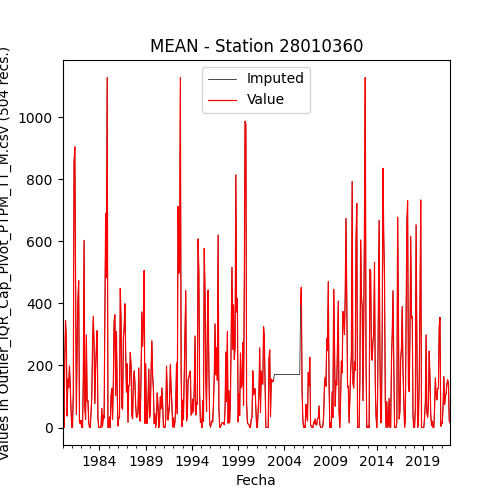 MEAN - Station 28010360
Imputed
Value
Values in Outlier_IQR_Cap_Pivot_PTPM_TT_M.csv (504 recs.)
1000
800
600
400
200
0
1984 1989 1994 1999 2004 2009 2014 2019
Fecha